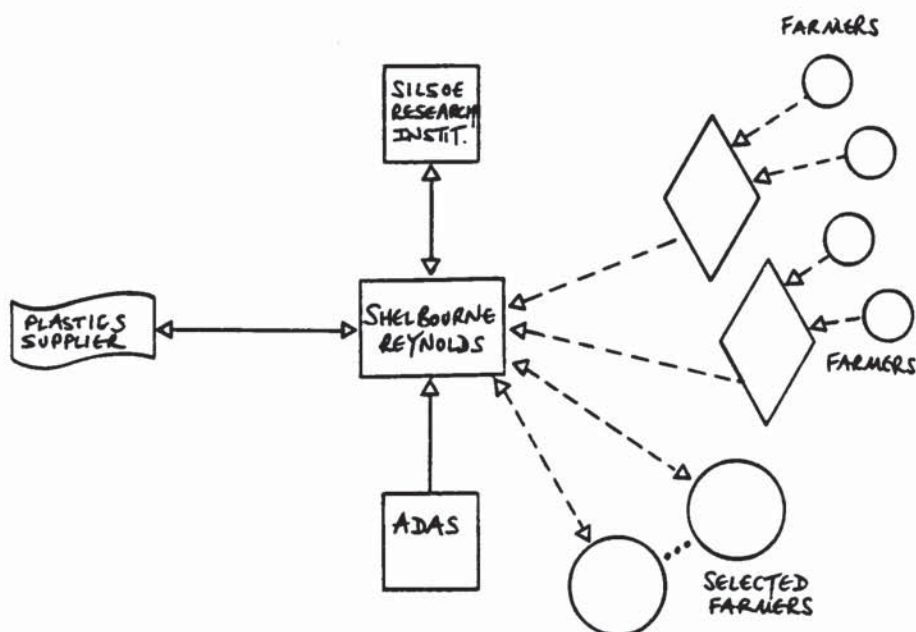 FARMERS
SILSOE
RESEARCH
INSTIT.
PLASTICS
SUPPLIER
SHELBOURNE
REYNOLDS
FARMERS
ADAS
SELECTED
FARMERS